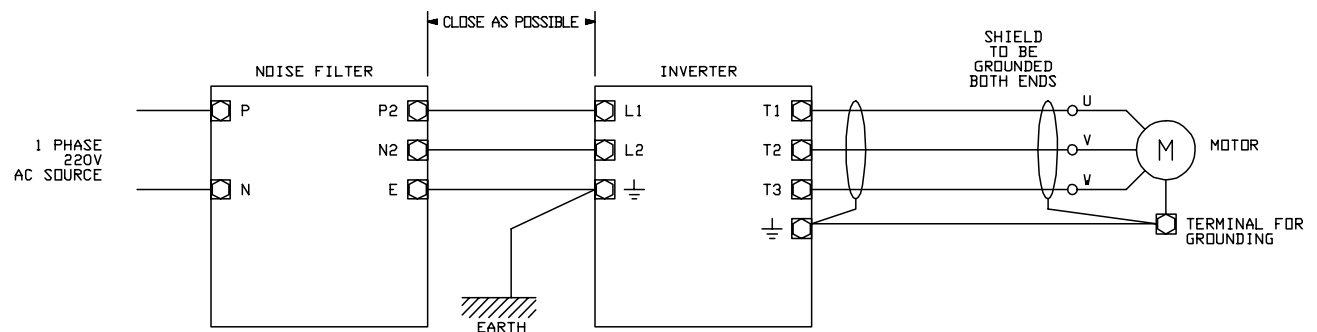 CLOSE AS POSSIBLE
NOISE FILTER
INVERTER
SHIELD
TO BE
GROUNDED
BOTH ENDS
P
P2
L1
T1
U
1 PHASE
220V
AC SOURCE
N2
L2
T2
V
M
MOTOR
N
E
T3
W
TERMINAL FOR
GROUNDING
EARTH